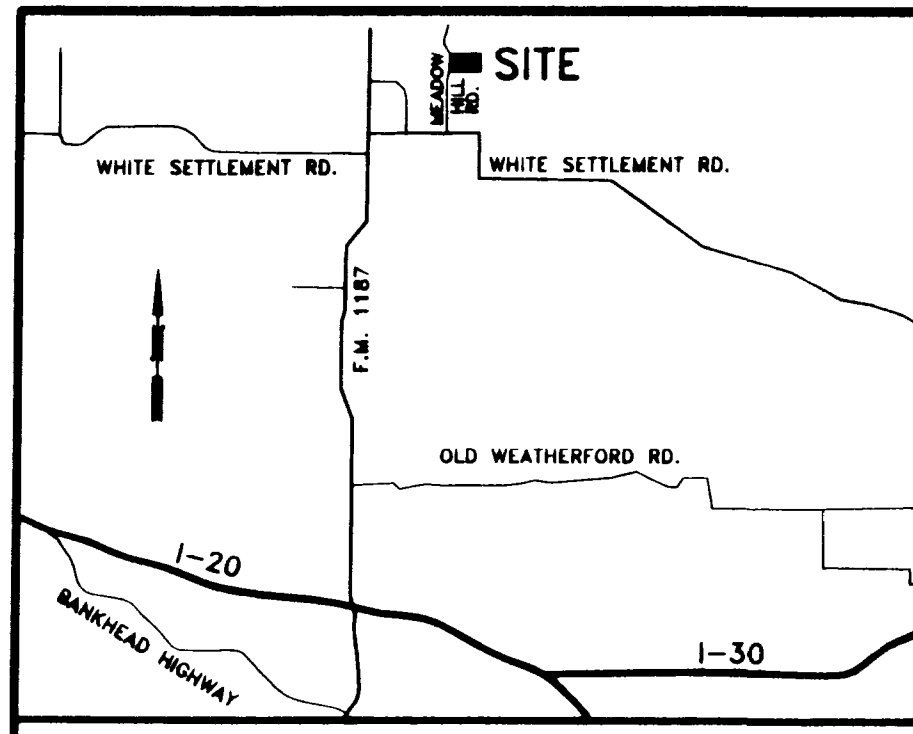 MEADOW
HILL
RD.
SITE
WHITE SETTLEMENT RD.
WHITE SETTLEMENT RD.
F.M. 1187
OLD WEATHERFORD RD.
I-20
BANKHEAD HIGHWAY
I-30